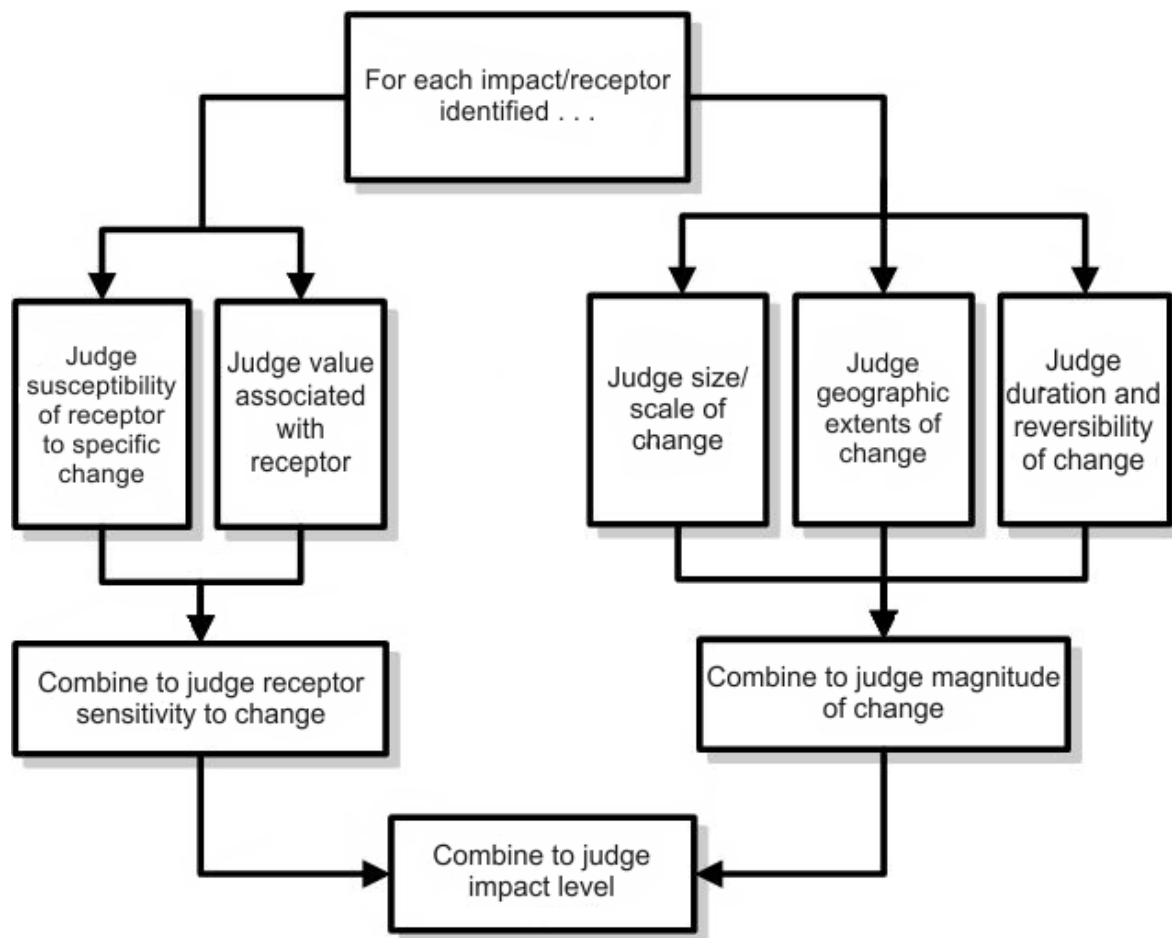 For each impact/receptor
identified . . .
Judge
susceptibility
of receptor
to specific
change
Judge value
associated
with
receptor
Judge size/
scale of
change
Judge
geographic
extents of
change
Judge
duration and
reversibility
of change
Combine to judge receptor
sensitivity to change
Combine to judge magnitude
of change
Combine to judge
impact level